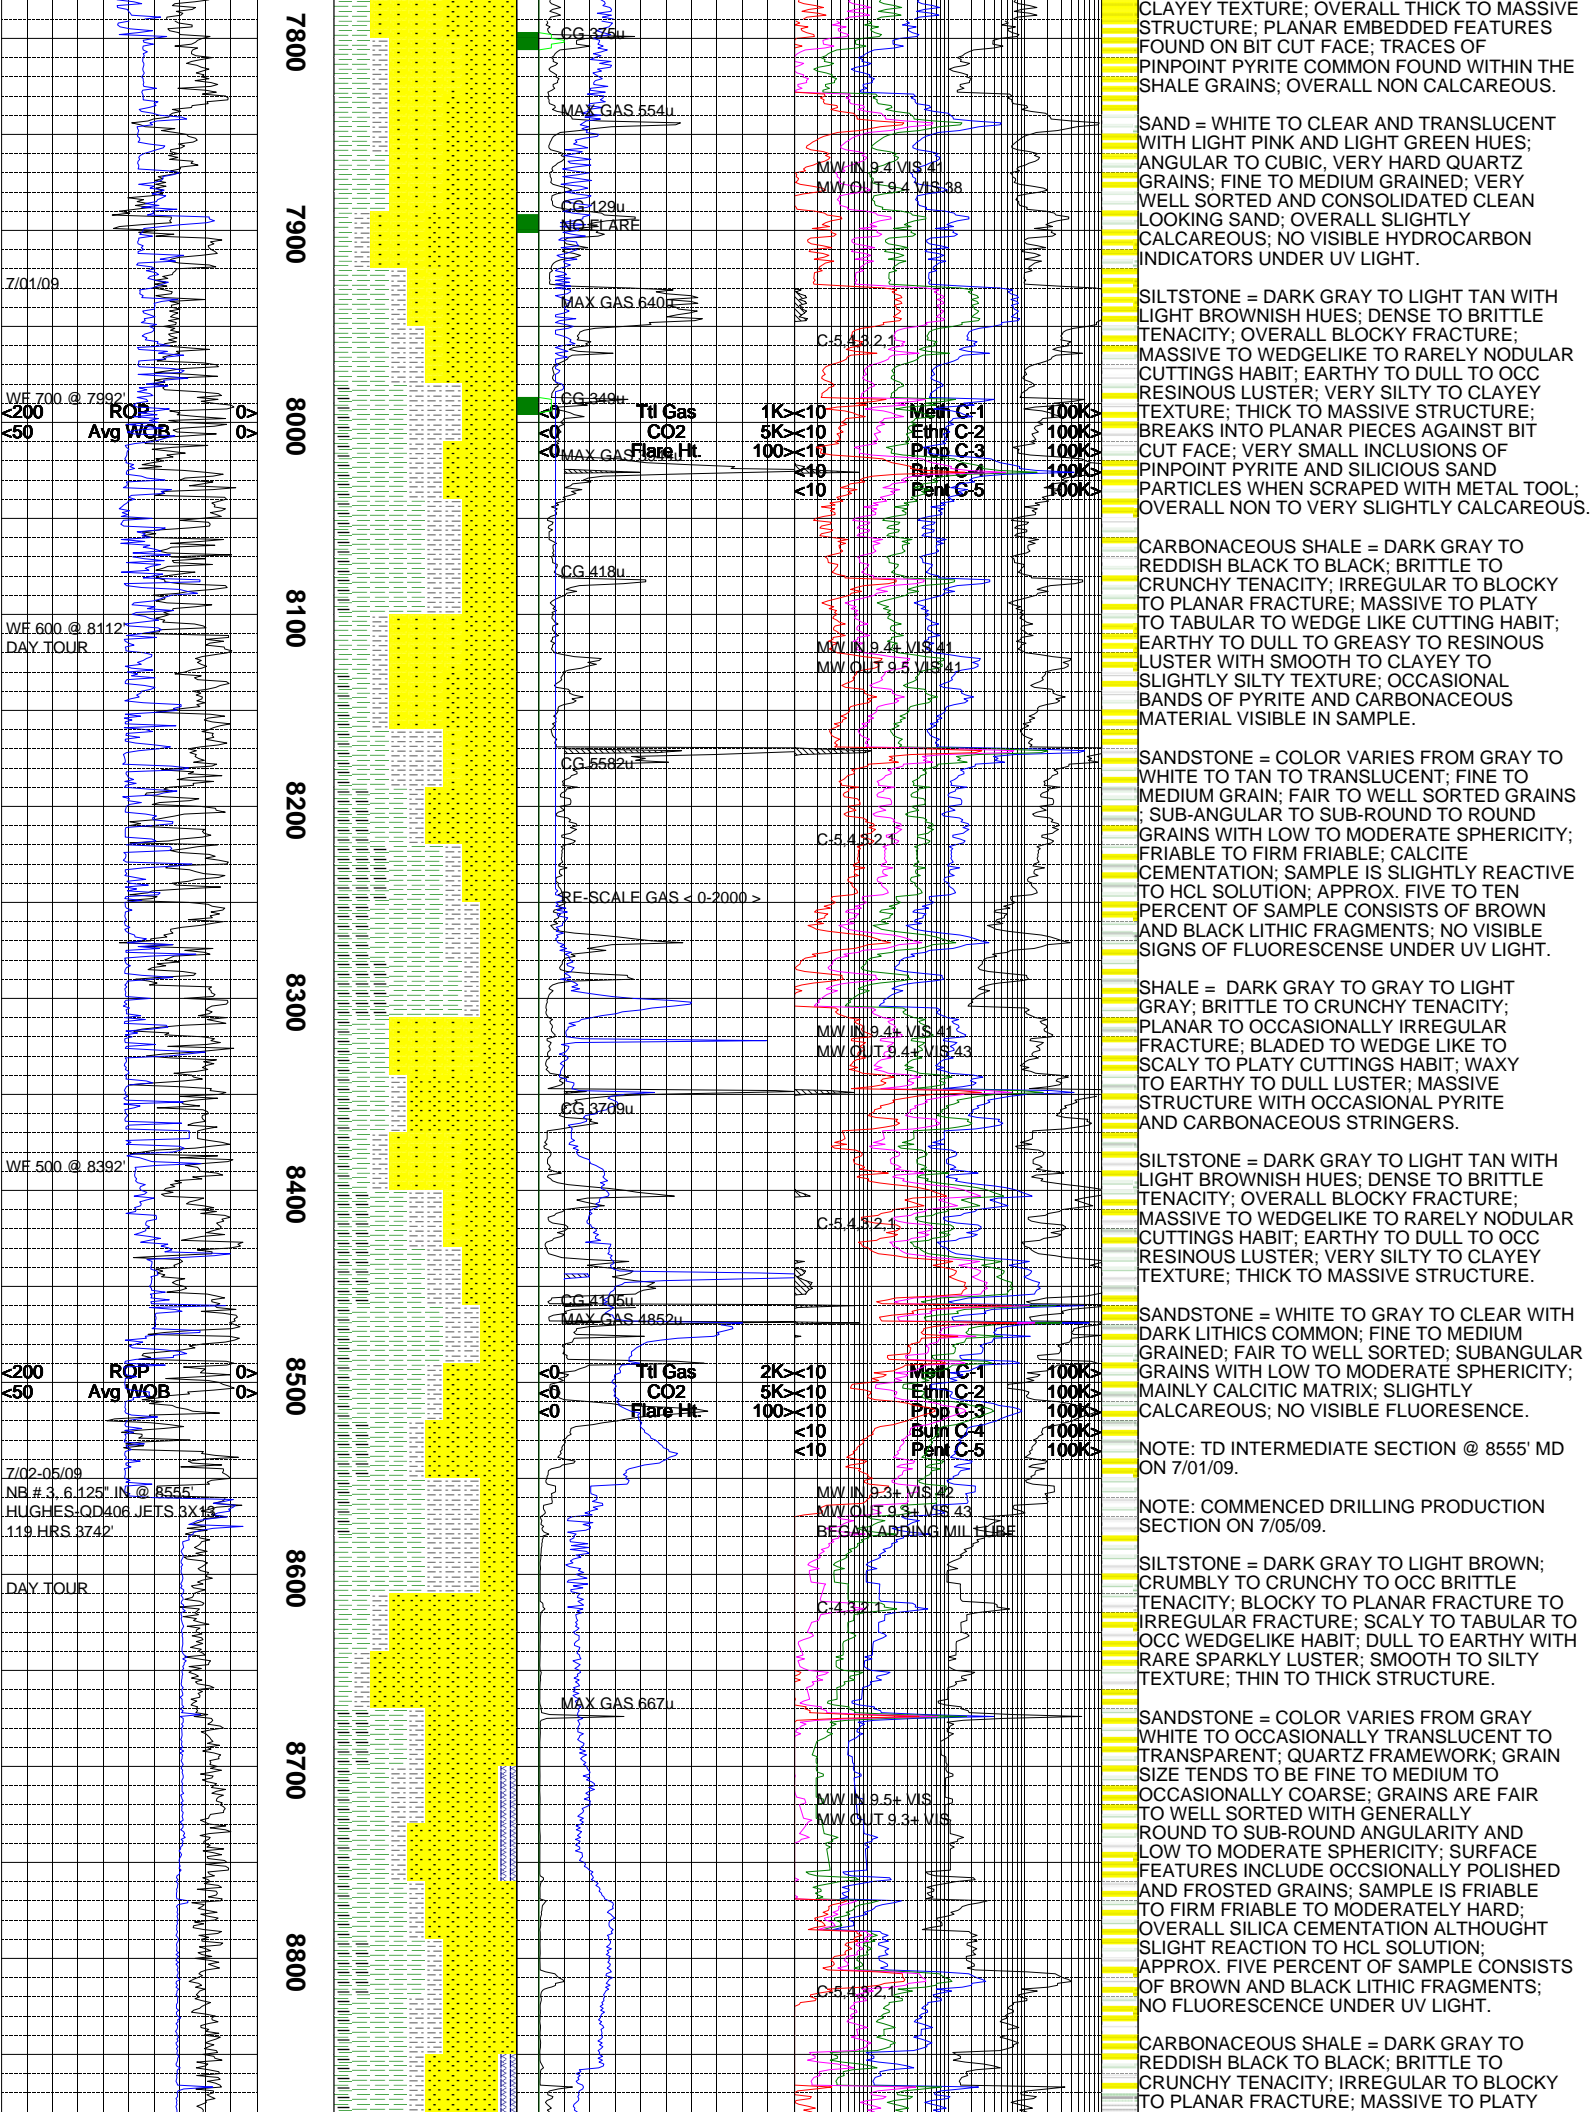 7/01/09
WF 700 @ 7992'
<200 ROP 0>
<50 Avg WOB 0>
WF 600 @ 8112'
DAY TOUR
WF 500 @ 8392'
<200 ROP 0>
<50 Avg WOB 0>
7/02-05/09
NB # 3, 6.125" IN @ 8555'
HUGHES-QD406 JETS 3X13
119 HRS 3742'
DAY TOUR
7800
7900
8000
8100
8200
8300
8400
8500
8600
8700
8800
CG 375u
MAX GAS 554u
CG 129u
NO FLARE
MAX GAS 640u
CG 349u
<0 Ttl Gas 1K>
<0 CO2 5K>
<0 Flare Ht. 100>
MAX GAS
CG 418u
CG 5582u
RE-SCALE GAS < 0-2000 >
CG 3709u
CG 4105u
MAX GAS 4852u
<0 Ttl Gas 2K>
<0 CO2 5K>
<0 Flare Ht. 100>
MAX GAS 667u
MW IN 9.4 VIS 41
MW OUT 9.4 VIS 38
C-5,4,3,2,1
<10 Meth C-1 100K>
<10 Ethn C-2 100K>
<10 Prop C-3 100K>
<10 Butn C-4 100K>
<10 Pent C-5 100K>
MW IN 9.4+ VIS 41
MW OUT 9.5 VIS 41
C-5,4,3,2,1
MW IN 9.4+ VIS 41
MW OUT 9.4+ VIS 43
C-5,4,3,2,1
<10 Meth C-1 100K>
<10 Ethn C-2 100K>
<10 Prop C-3 100K>
<10 Butn C-4 100K>
<10 Pent C-5 100K>
MW IN 9.3+ VIS 42
MW OUT 9.3+ VIS 43
BEGAN ADDING MIL LUBE
C-4,3,2,1
MW IN 9.5+ VIS
MW OUT 9.3+ VIS
C-5,4,3,2,1
CLAYEY TEXTURE; OVERALL THICK TO MASSIVE
STRUCTURE; PLANAR EMBEDDED FEATURES
FOUND ON BIT CUT FACE; TRACES OF
PINPOINT PYRITE COMMON FOUND WITHIN THE
SHALE GRAINS; OVERALL NON CALCAREOUS.
SAND = WHITE TO CLEAR AND TRANSLUCENT
WITH LIGHT PINK AND LIGHT GREEN HUES;
ANGULAR TO CUBIC, VERY HARD QUARTZ
GRAINS; FINE TO MEDIUM GRAINED; VERY
WELL SORTED AND CONSOLIDATED CLEAN
LOOKING SAND; OVERALL SLIGHTLY
CALCAREOUS; NO VISIBLE HYDROCARBON
INDICATORS UNDER UV LIGHT.
SILTSTONE = DARK GRAY TO LIGHT TAN WITH
LIGHT BROWNISH HUES; DENSE TO BRITTLE
TENACITY; OVERALL BLOCKY FRACTURE;
MASSIVE TO WEDGELIKE TO RARELY NODULAR
CUTTINGS HABIT; EARTHY TO DULL TO OCC
RESINOUS LUSTER; VERY SILTY TO CLAYEY
TEXTURE; THICK TO MASSIVE STRUCTURE;
BREAKS INTO PLANAR PIECES AGAINST BIT
CUT FACE; VERY SMALL INCLUSIONS OF
PINPOINT PYRITE AND SILICIOUS SAND
PARTICLES WHEN SCRAPED WITH METAL TOOL;
OVERALL NON TO VERY SLIGHTLY CALCAREOUS.
CARBONACEOUS SHALE = DARK GRAY TO
REDDISH BLACK TO BLACK; BRITTLE TO
CRUNCHY TENACITY; IRREGULAR TO BLOCKY
TO PLANAR FRACTURE; MASSIVE TO PLATY
TO TABULAR TO WEDGE LIKE CUTTING HABIT;
EARTHY TO DULL TO GREASY TO RESINOUS
LUSTER WITH SMOOTH TO CLAYEY TO
SLIGHTLY SILTY TEXTURE; OCCASIONAL
BANDS OF PYRITE AND CARBONACEOUS
MATERIAL VISIBLE IN SAMPLE.
SANDSTONE = COLOR VARIES FROM GRAY TO
WHITE TO TAN TO TRANSLUCENT; FINE TO
MEDIUM GRAIN; FAIR TO WELL SORTED GRAINS
; SUB-ANGULAR TO SUB-ROUND TO ROUND
GRAINS WITH LOW TO MODERATE SPHERICITY;
FRIABLE TO FIRM FRIABLE; CALCITE
CEMENTATION; SAMPLE IS SLIGHTLY REACTIVE
TO HCL SOLUTION; APPROX. FIVE TO TEN
PERCENT OF SAMPLE CONSISTS OF BROWN
AND BLACK LITHIC FRAGMENTS; NO VISIBLE
SIGNS OF FLUORESCENSE UNDER UV LIGHT.
SHALE = DARK GRAY TO GRAY TO LIGHT
GRAY; BRITTLE TO CRUNCHY TENACITY;
PLANAR TO OCCASIONALLY IRREGULAR
FRACTURE; BLADED TO WEDGE LIKE TO
SCALY TO PLATY CUTTINGS HABIT; WAXY
TO EARTHY TO DULL LUSTER; MASSIVE
STRUCTURE WITH OCCASIONAL PYRITE
AND CARBONACEOUS STRINGERS.
SILTSTONE = DARK GRAY TO LIGHT TAN WITH
LIGHT BROWNISH HUES; DENSE TO BRITTLE
TENACITY; OVERALL BLOCKY FRACTURE;
MASSIVE TO WEDGELIKE TO RARELY NODULAR
CUTTINGS HABIT; EARTHY TO DULL TO OCC
RESINOUS LUSTER; VERY SILTY TO CLAYEY
TEXTURE; THICK TO MASSIVE STRUCTURE.
SANDSTONE = WHITE TO GRAY TO CLEAR WITH
DARK LITHICS COMMON; FINE TO MEDIUM
GRAINED; FAIR TO WELL SORTED; SUBANGULAR
GRAINS WITH LOW TO MODERATE SPHERICITY;
MAINLY CALCITIC MATRIX; SLIGHTLY
CALCAREOUS; NO VISIBLE FLUORESENCE.
NOTE: TD INTERMEDIATE SECTION @ 8555' MD
ON 7/01/09.
NOTE: COMMENCED DRILLING PRODUCTION
SECTION ON 7/05/09.
SILTSTONE = DARK GRAY TO LIGHT BROWN;
CRUMBLY TO CRUNCHY TO OCC BRITTLE
TENACITY; BLOCKY TO PLANAR FRACTURE TO
IRREGULAR FRACTURE; SCALY TO TABULAR TO
OCC WEDGELIKE HABIT; DULL TO EARTHY WITH
RARE SPARKLY LUSTER; SMOOTH TO SILTY
TEXTURE; THIN TO THICK STRUCTURE.
SANDSTONE = COLOR VARIES FROM GRAY
WHITE TO OCCASIONALLY TRANSLUCENT TO
TRANSPARENT; QUARTZ FRAMEWORK; GRAIN
SIZE TENDS TO BE FINE TO MEDIUM TO
OCCASIONALLY COARSE; GRAINS ARE FAIR
TO WELL SORTED WITH GENERALLY
ROUND TO SUB-ROUND ANGULARITY AND
LOW TO MODERATE SPHERICITY; SURFACE
FEATURES INCLUDE OCCSIONALLY POLISHED
AND FROSTED GRAINS; SAMPLE IS FRIABLE
TO FIRM FRIABLE TO MODERATELY HARD;
OVERALL SILICA CEMENTATION ALTHOUGHT
SLIGHT REACTION TO HCL SOLUTION;
APPROX. FIVE PERCENT OF SAMPLE CONSISTS
OF BROWN AND BLACK LITHIC FRAGMENTS;
NO FLUORESCENCE UNDER UV LIGHT.
CARBONACEOUS SHALE = DARK GRAY TO
REDDISH BLACK TO BLACK; BRITTLE TO
CRUNCHY TENACITY; IRREGULAR TO BLOCKY
TO PLANAR FRACTURE; MASSIVE TO PLATY